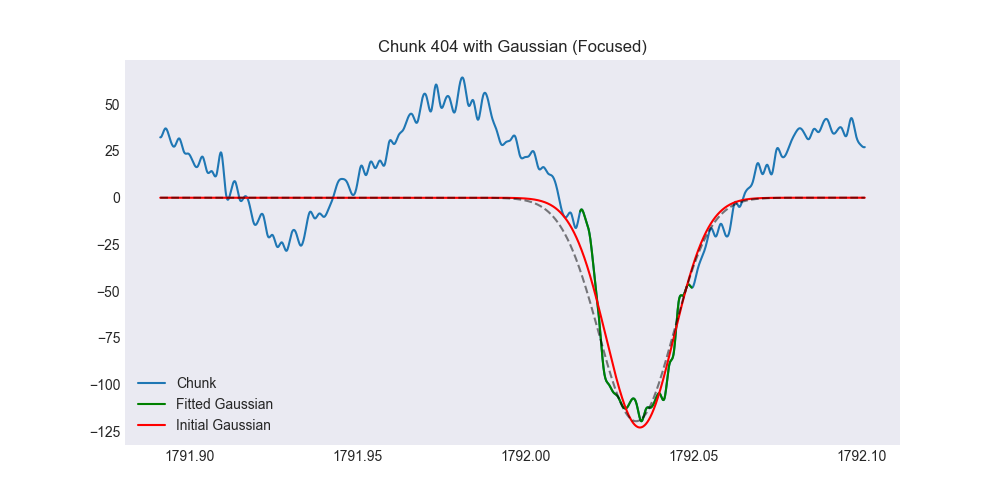 Chunk 404 with Gaussian (Focused)
50
25
0
−25
−50
−75
−100
−125
Chunk
Fitted Gaussian
Initial Gaussian
1791.90 1791.95 1792.00 1792.05 1792.10